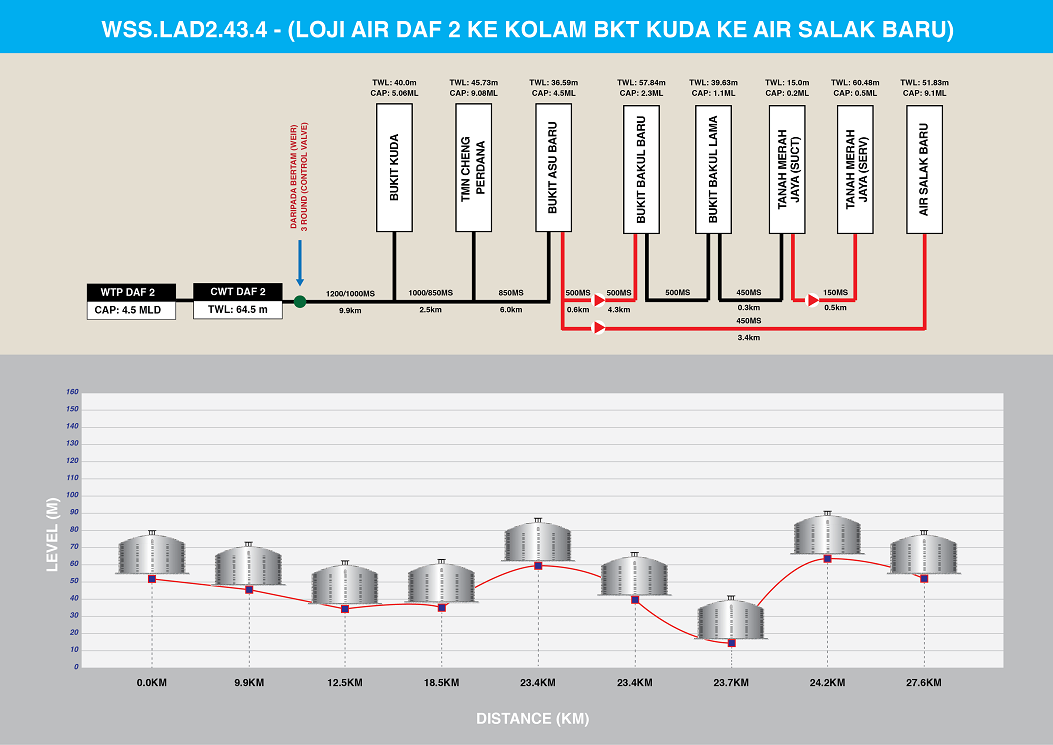 WSS.LAD2.43.4 - (LOJI AIR DAF 2 KE KOLAM BKT KUDA KE AIR SALAK BARU)
TWL: 40.0m
CAP: 5.06ML
TWL: 45.73m
CAP: 9.08ML
TWL: 36.59m
CAP: 4.5ML
TWL: 57.84m
CAP: 2.3ML
TWL: 39.63m
CAP: 1.1ML
TWL: 15.0m
CAP: 0.2ML
TWL: 60.48m
CAP: 0.5ML
TWL: 51.83m
CAP: 9.1ML
DARIPADA BERTAM (WEIR)
3 ROUND (CONTROL VALVE)
BUKIT KUDA
TMN CHENG
PERDANA
BUKIT ASU BARU
BUKIT BAKUL BARU
BUKIT BAKUL LAMA
TANAH MERAH
JAYA (SUCT)
TANAH MERAH
JAYA (SERV)
AIR SALAK BARU
WTP DAF 2
CAP: 4.5 MLD
CWT DAF 2
TWL: 64.5 m
1200/1000MS
9.9km
1000/850MS
2.5km
850MS
6.0km
500MS
0.6km
500MS
4.3km
500MS
450MS
0.3km
150MS
0.5km
450MS
3.4km
LEVEL (M)
160
150
140
130
120
110
100
90
80
70
60
50
40
30
20
10
0
0.0KM
9.9KM
12.5KM
18.5KM
23.4KM
23.4KM
23.7KM
24.2KM
27.6KM
DISTANCE (KM)